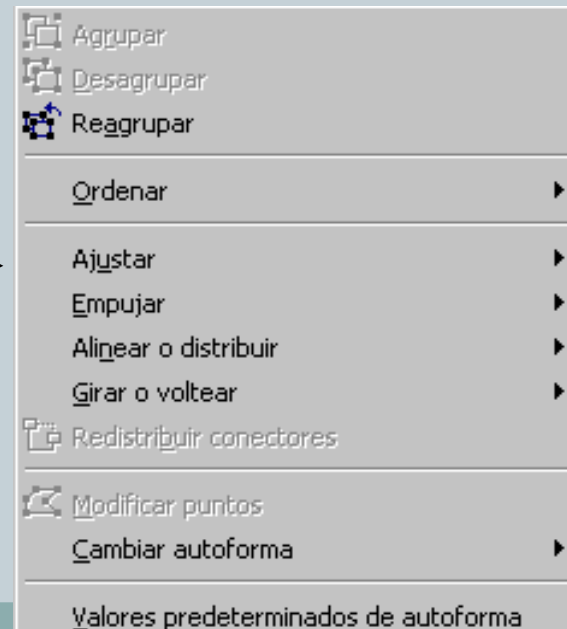 Agrupar
Desagrupar
Reagrupar
Ordenar
Ajustar
Empujar
Alinear o distribuir
Girar o voltear
Redistribuir conectores
Modificar puntos
Cambiar autoforma
Valores predeterminados de autoforma